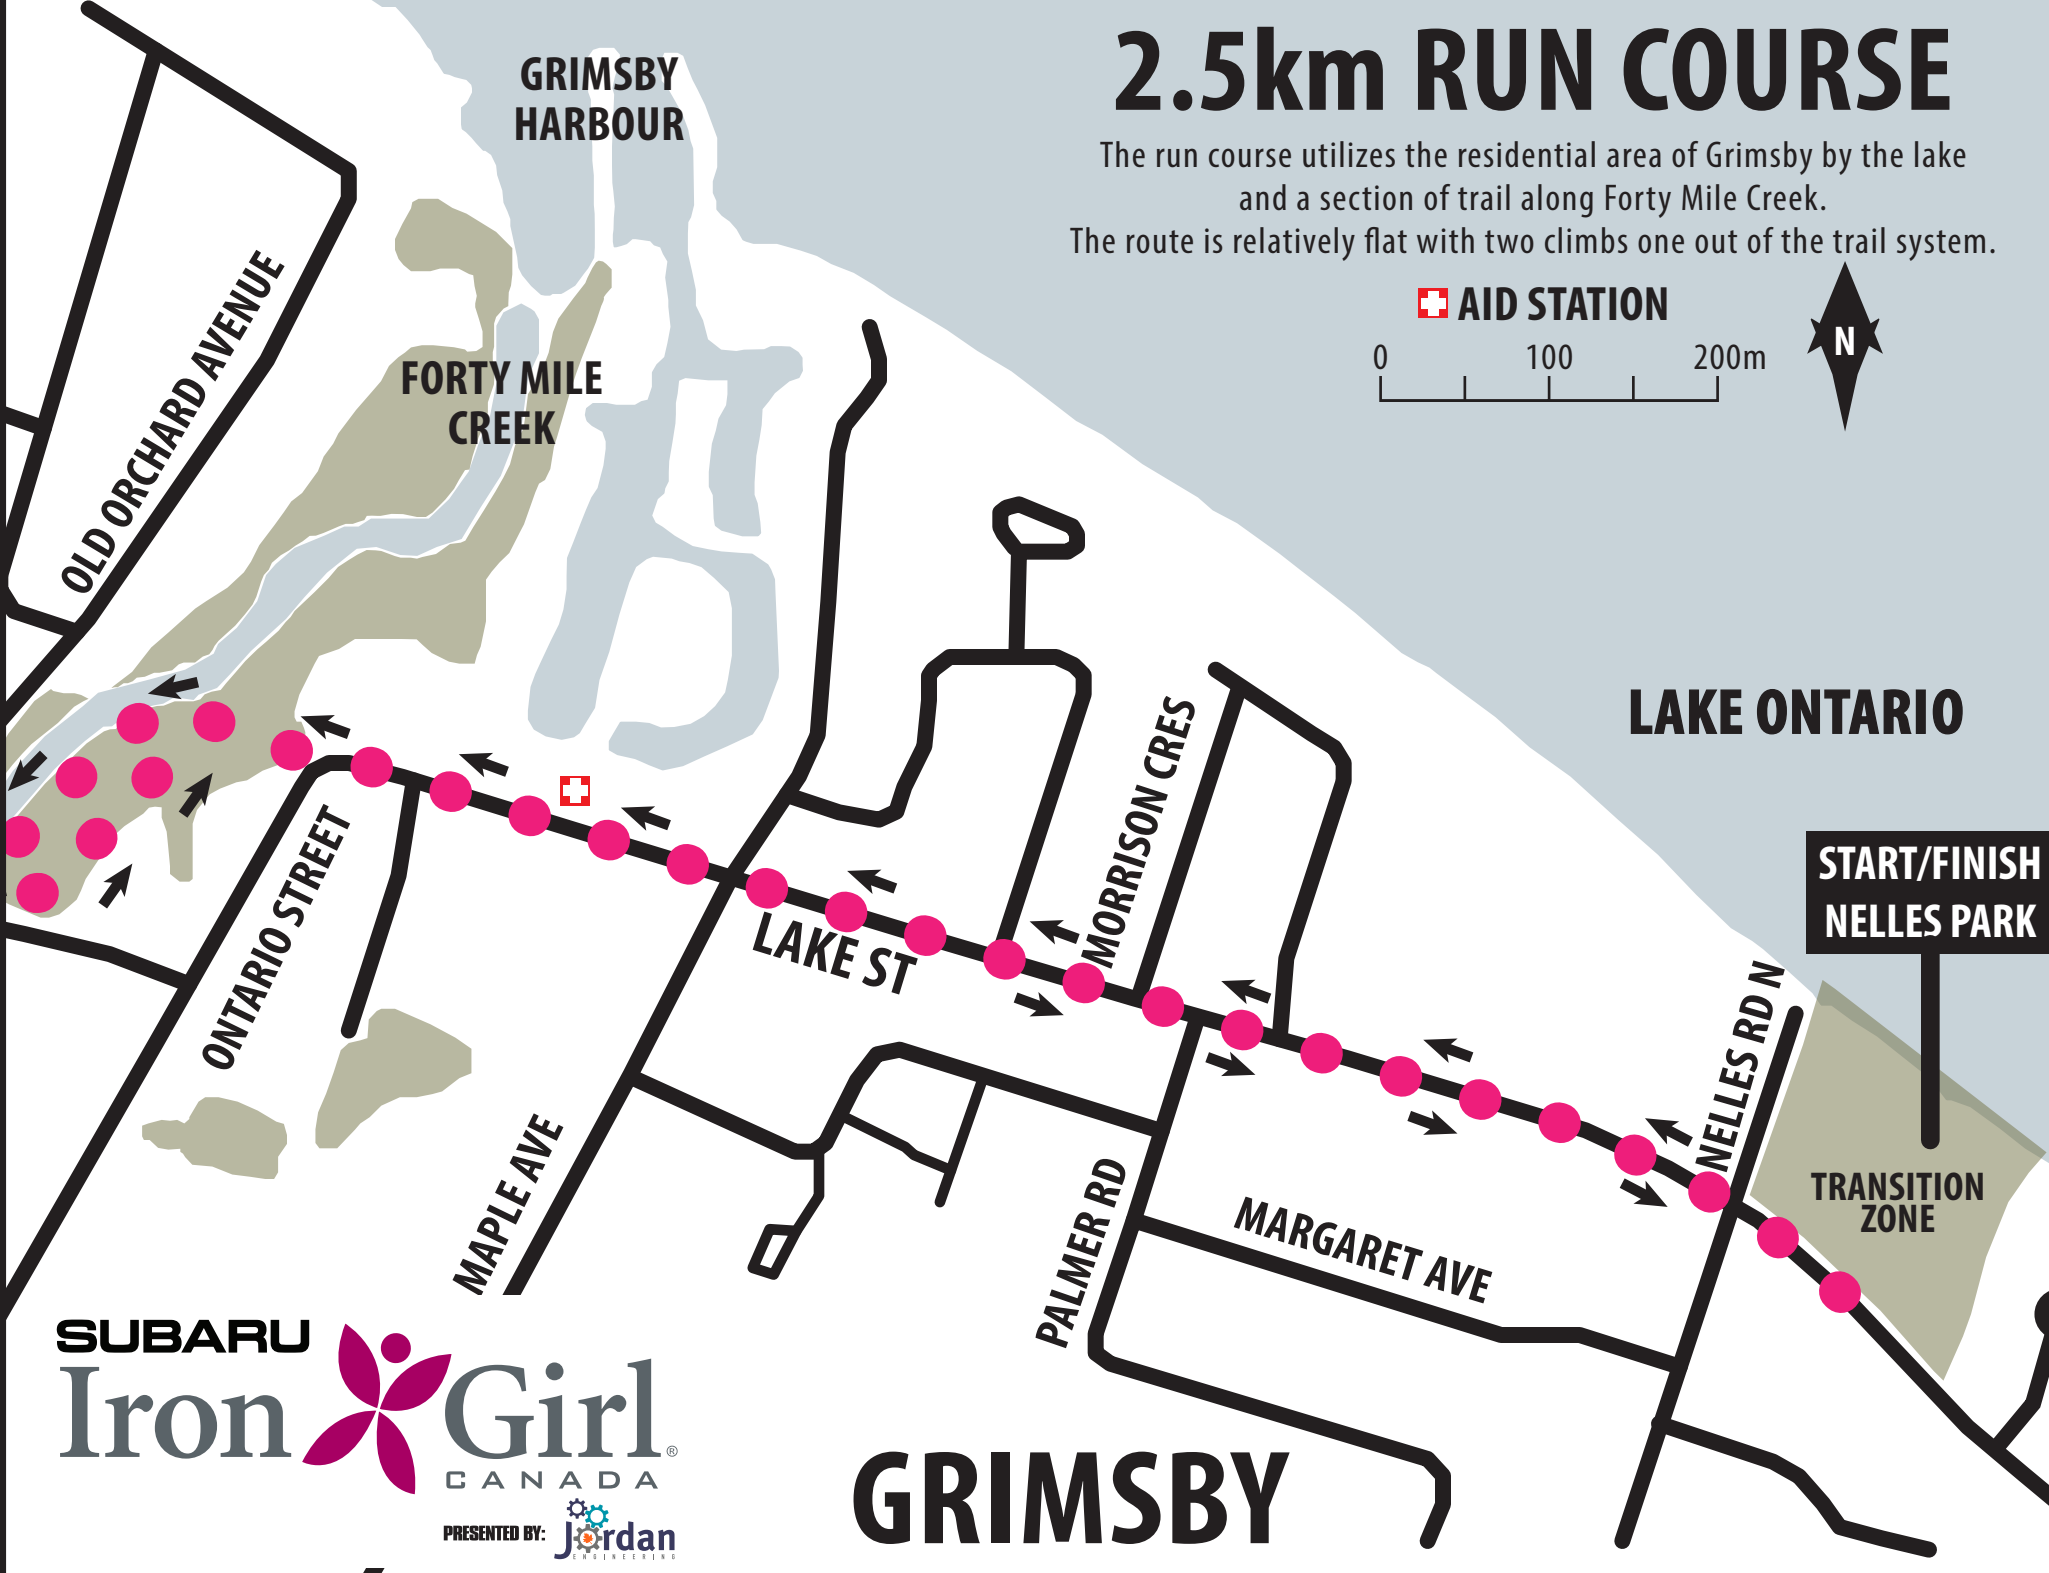 2.5km RUN COURSE
The run course utilizes the residential area of Grimsby by the lake
and a section of trail along Forty Mile Creek.
The route is relatively flat with two climbs one out of the trail system.
AID STATION
0 100 200m
N
GRIMSBY
HARBOUR
FORTY MILE
CREEK
OLD ORCHARD AVENUE
LAKE ONTARIO
START/FINISH
NELLES PARK
MORRISON CRES
LAKE ST
ONTARIO STREET
NELLES RD N
TRANSITION
ZONE
MAPLE AVE
PALMER RD
MARGARET AVE
SUBARU
Iron Girl®
CANADA
PRESENTED BY:
Jordan
ENGINEERING
GRIMSBY